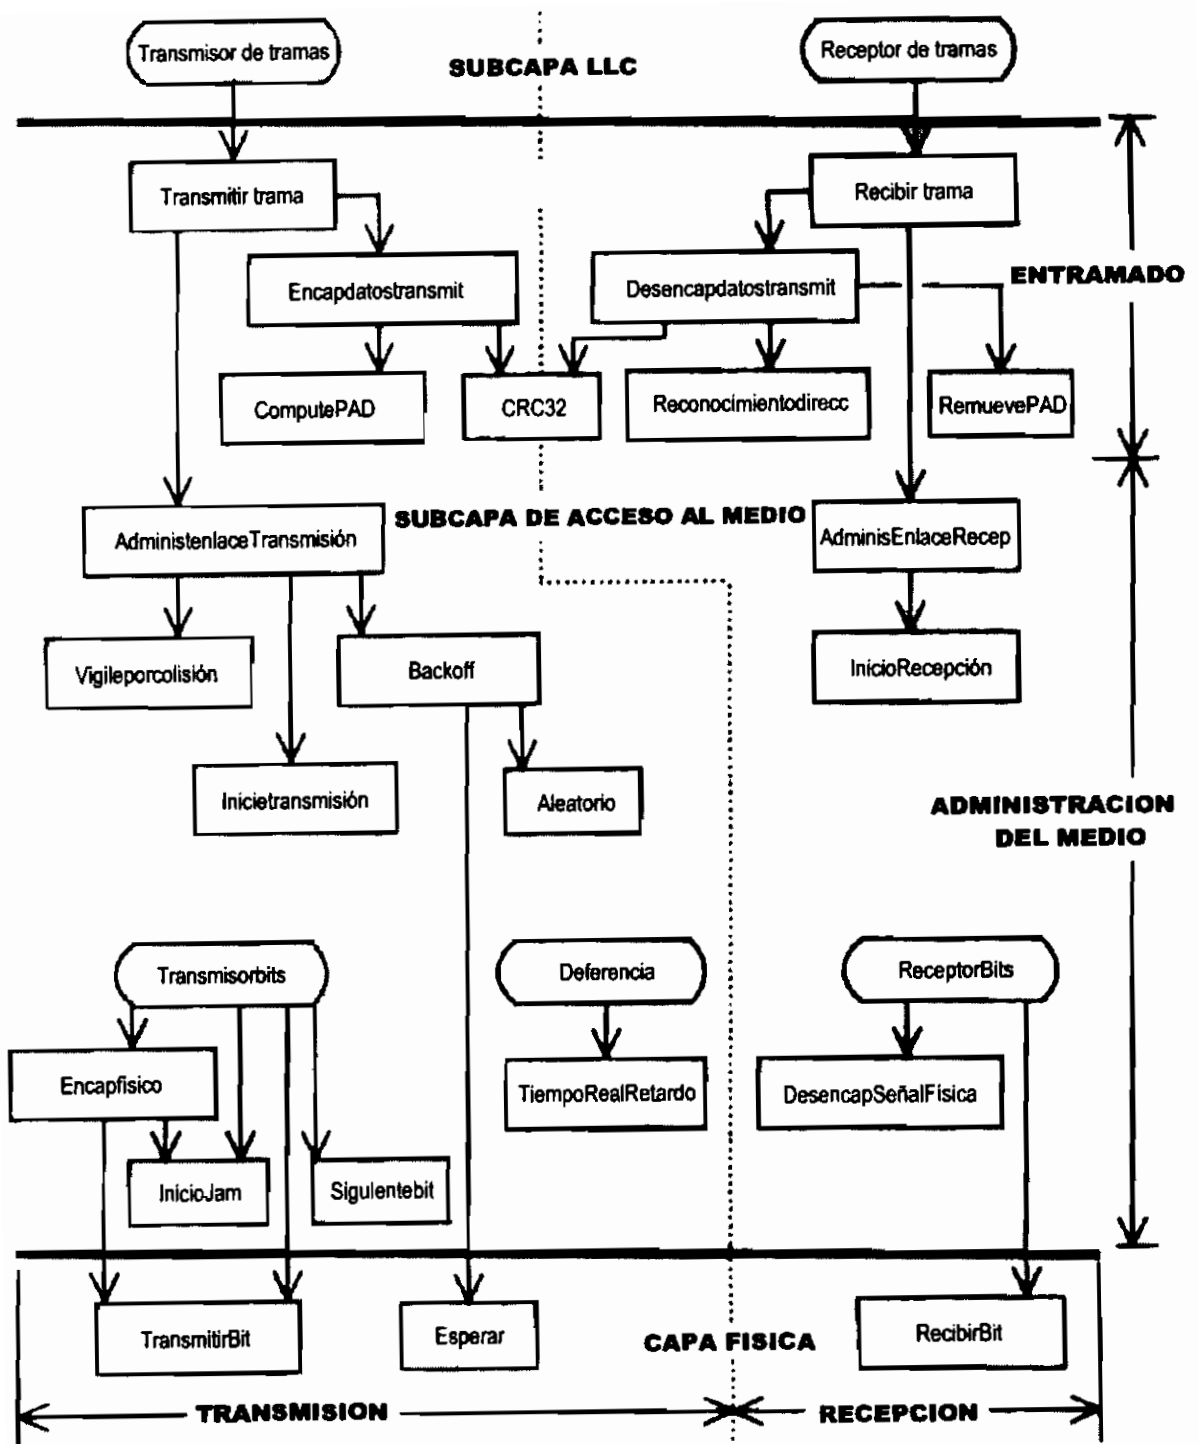 Transmisor de tramas
Receptor de tramas
SUBCAPA LLC
Transmitir trama
Recibir trama
ENTRAMADO
Encapdatostransmit
Desencapdatostransmit
ComputePAD
CRC32
Reconocimientodirecc
RemuevePAD
SUBCAPA DE ACCESO AL MEDIO
AdministenlaceTransmisión
AdminisEnlaceRecep
Vigileporcolisión
Backoff
InicioRecepción
Inicietransmisión
Aleatorio
ADMINISTRACION
DEL MEDIO
Transmisorbits
Deferencia
ReceptorBits
Encapfisico
TiempoRealRetardo
DesencapSeñalFísica
InicioJam
Siguientebit
TransmitirBit
Esperar
CAPA FISICA
RecibirBit
TRANSMISION
RECEPCION